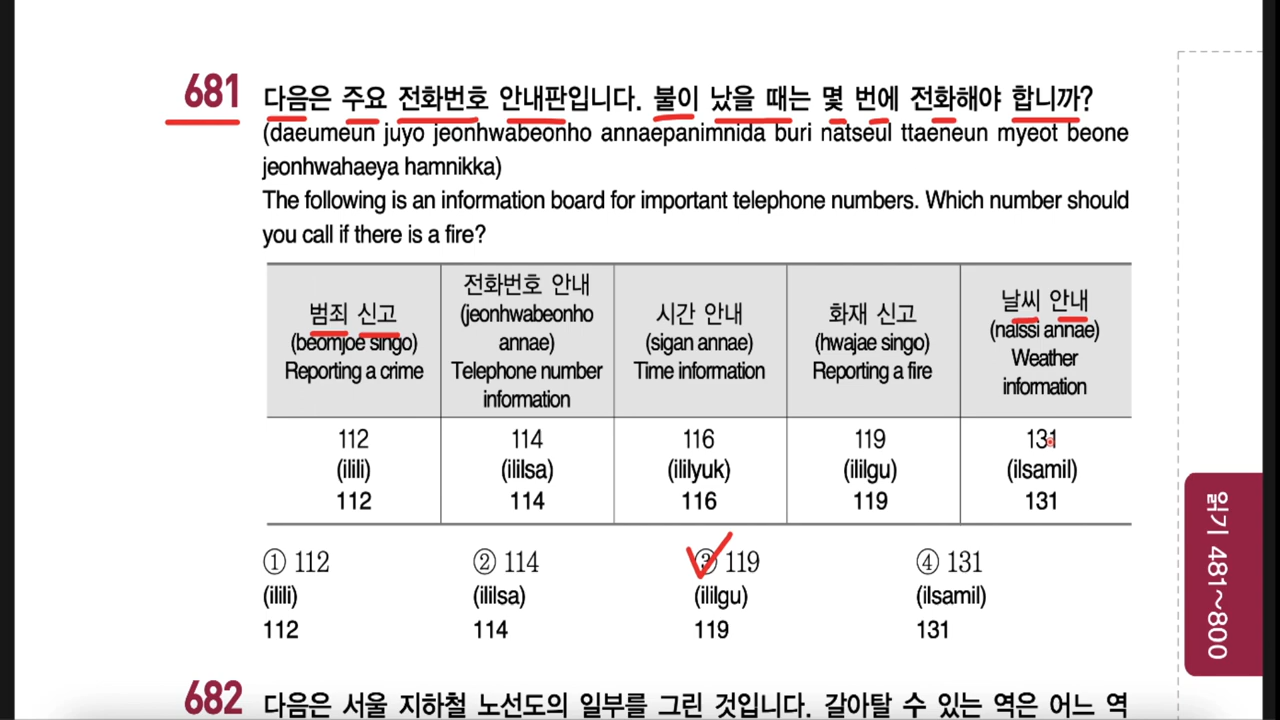 681 다음은 주요 전화번호 안내판입니다. 불이 났을 때는 몇 번에 전화해야 합니까?
(daeumeun juyo jeonhwabeonho annaepanimnida buri natseul ttaeneun myeot beone
jeonhwahaeya hamnikka)
The following is an information board for important telephone numbers. Which number should
you call if there is a fire?
범죄 신고
(beomjoe singo)
Reporting a crime
전화번호 안내
(jeonhwabeonho
annae)
Telephone number
information
시간 안내
(sigan annae)
Time information
화재 신고
(hwajae singo)
Reporting a fire
날씨 안내
(nalssi annae)
Weather
information
112 114 116 119 131
(ilili) (ililsa) (ililyuk) (ililgu) (ilsamil)
112 114 116 119 131
① 112 ② 114 ③ 119 ④ 131
(ilili) (ililsa) (ililgu) (ilsamil)
112 114 119 131
읽기 481~800
682 다음은 서울 지하철 노선도의 일부를 그린 것입니다. 갈아탈 수 있는 역은 어느 역